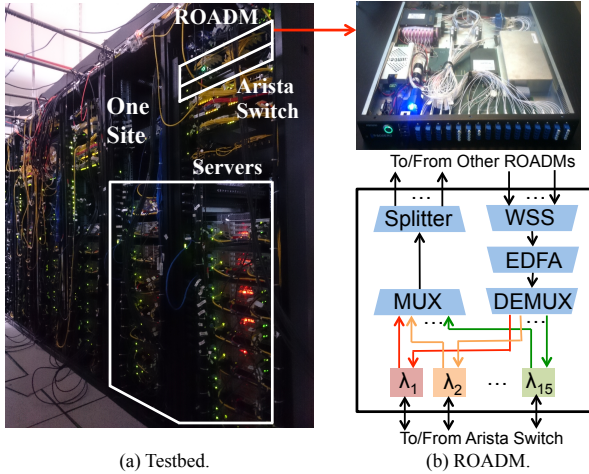 ROADM
Arista
Switch
One
Site
Servers
To/From Other ROADMs
...
...
Splitter
WSS
EDFA
MUX
DEMUX
...
...
λ1
λ2
...
λ15
To/From Arista Switch
(a) Testbed.
(b) ROADM.